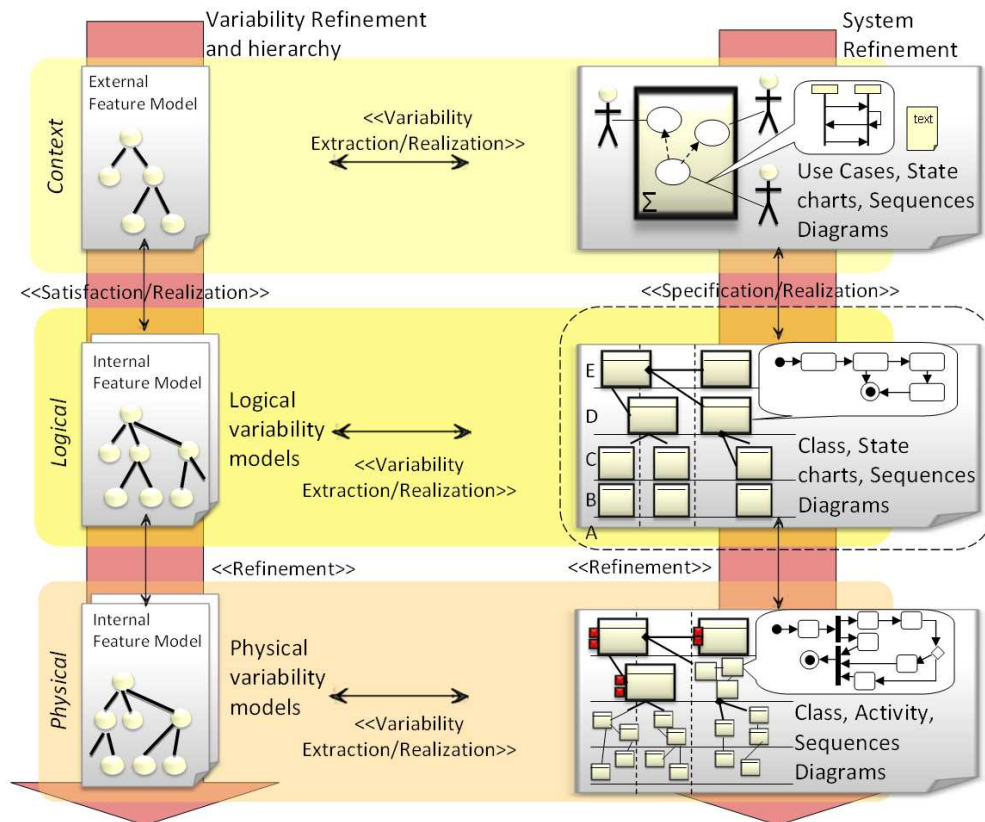 Variability Refinement
and hierarchy
System
Refinement
Context
External
Feature Model
<<Variability
Extraction/Realization>>
text
Σ
Use Cases, State
charts, Sequences
Diagrams
<<Satisfaction/Realization>>
<<Specification/Realization>>
Logical
Internal
Feature Model
Logical
variability
models
<<Variability
Extraction/Realization>>
E
D
C
B
A
Class, State
charts, Sequences
Diagrams
<<Refinement>>
<<Refinement>>
Physical
Internal
Feature Model
Physical
variability
models
<<Variability
Extraction/Realization>>
Class, Activity,
Sequences
Diagrams